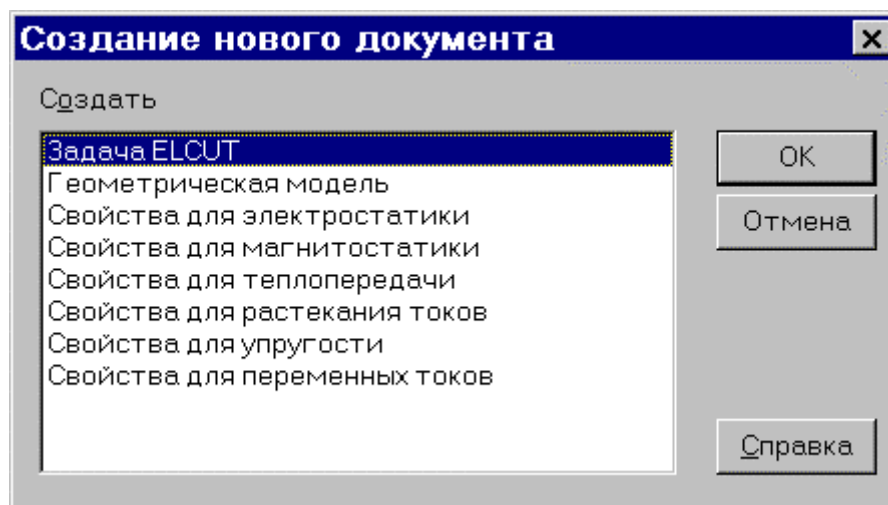 Создание нового документа
Создать
Задача ELCUT
Геометрическая модель
Свойства для электростатики
Свойства для магнитостатики
Свойства для теплопередачи
Свойства для растекания токов
Свойства для упругости
Свойства для переменных токов
OK
Отмена
Справка